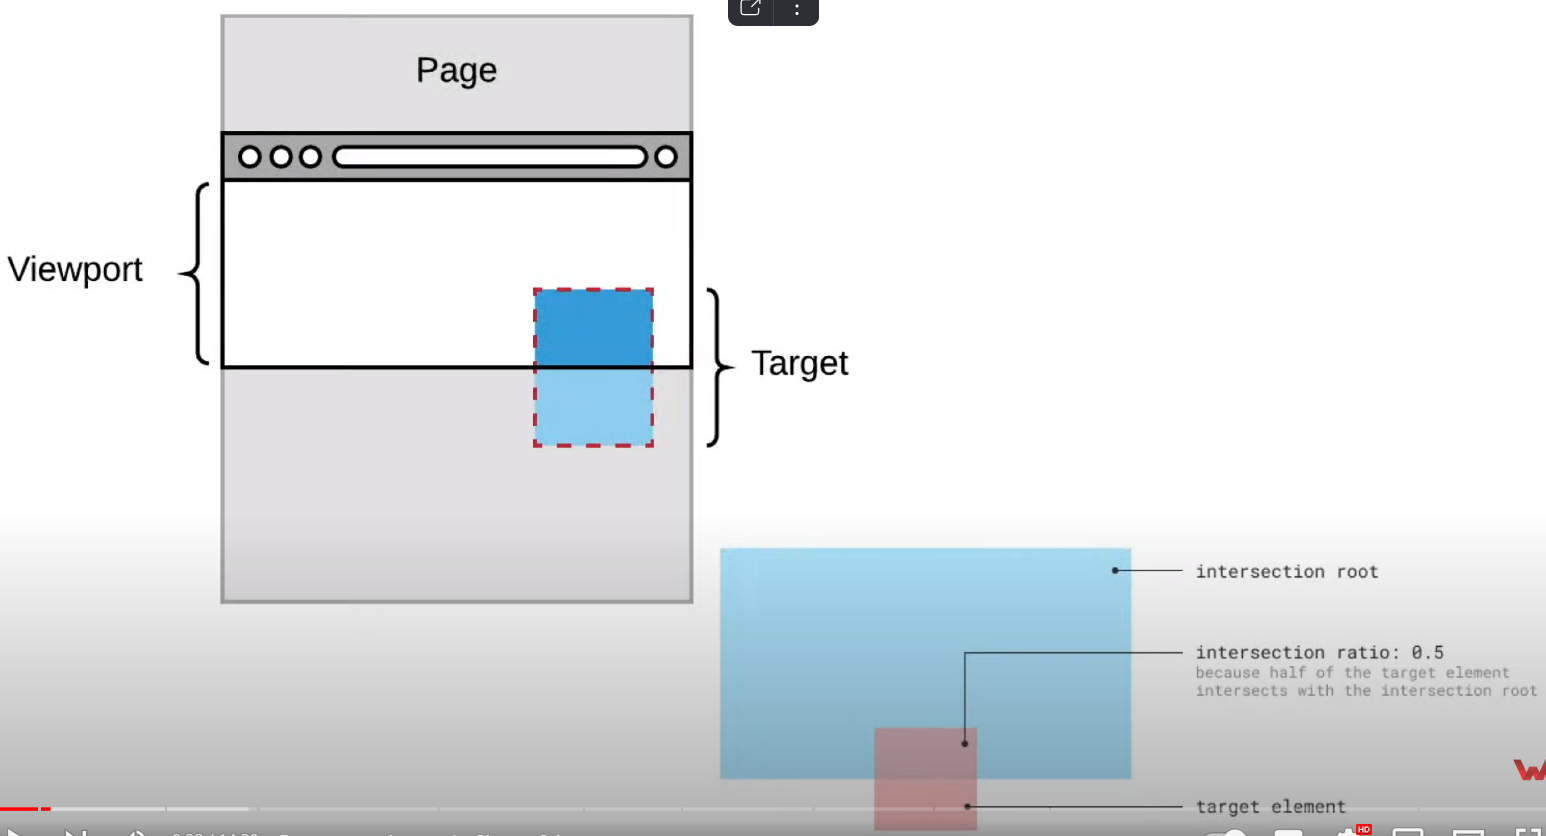 Page
Viewport
Target
intersection root
intersection ratio: 0.5
because half of the target element
intersects with the intersection root
target element
HD